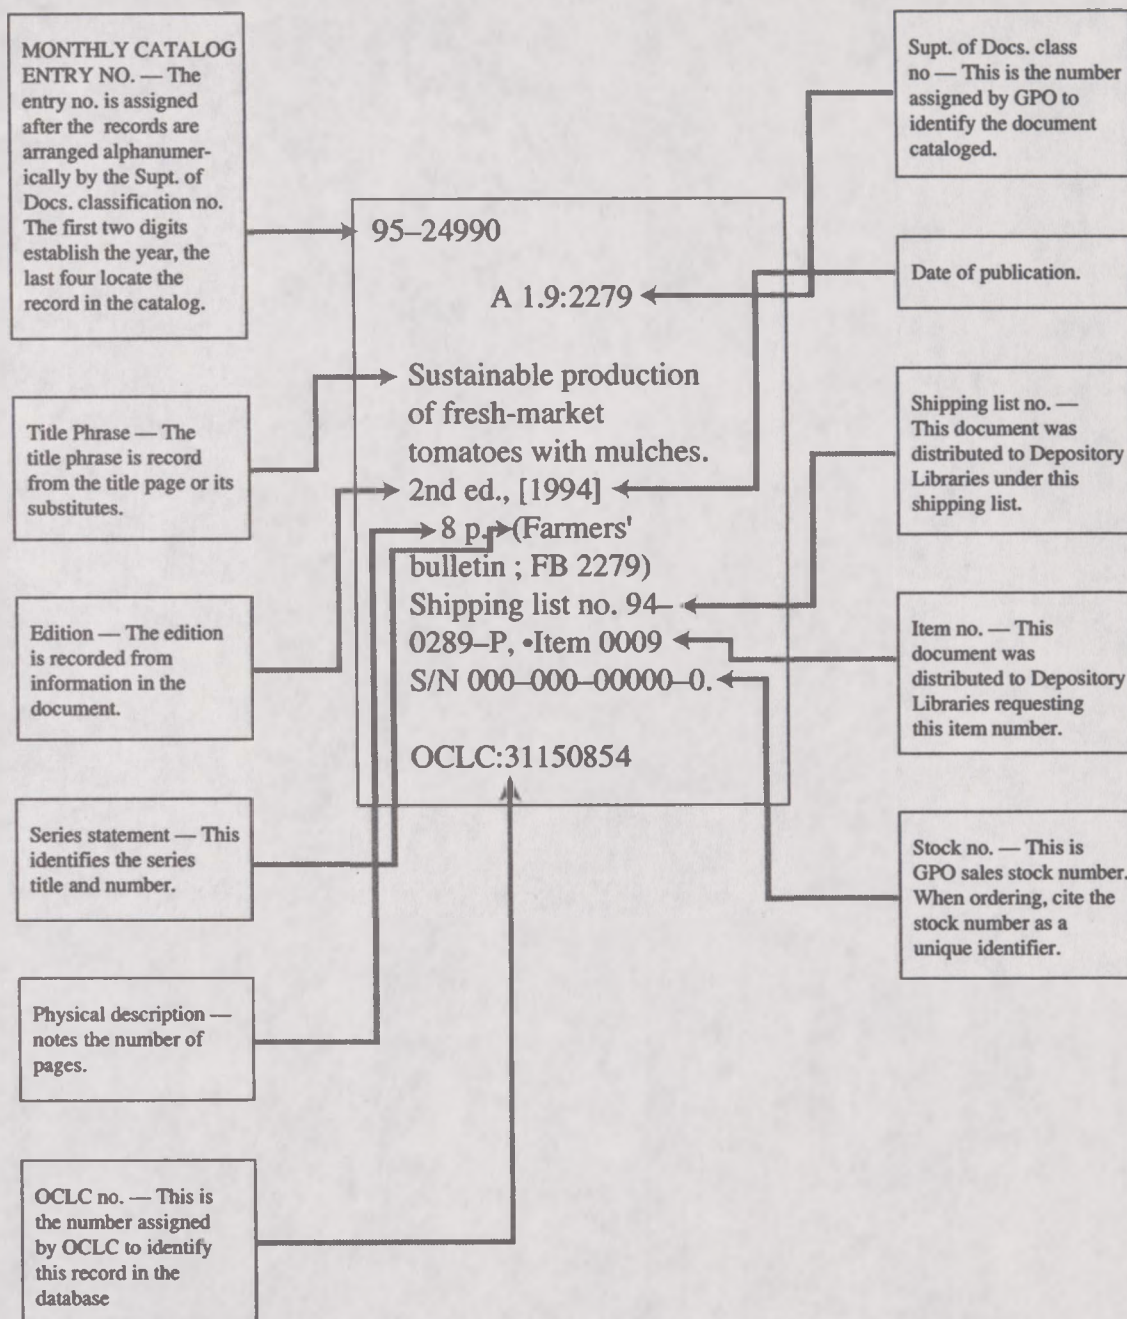 MONTHLY CATALOG
ENTRY NO. — The
entry no. is assigned
after the records are
arranged alphanumer-
ically by the Supt. of
Docs. classification no.
The first two digits
establish the year, the
last four locate the
record in the catalog.
Title Phrase — The
title phrase is record
from the title page or its
substitutes.
Edition — The edition
is recorded from
information in the
document.
Series statement — This
identifies the series
title and number.
Physical description —
notes the number of
pages.
OCLC no. — This is
the number assigned
by OCLC to identify
this record in the
database
95–24990
A 1.9:2279
Sustainable production
of fresh-market
tomatoes with mulches.
2nd ed., [1994]
8 p. (Farmers'
bulletin ; FB 2279)
Shipping list no. 94–
0289–P, •Item 0009
S/N 000–000–00000–0.
OCLC:31150854
Supt. of Docs. class
no — This is the number
assigned by GPO to
identify the document
cataloged.
Date of publication.
Shipping list no. —
This document was
distributed to Depository
Libraries under this
shipping list.
Item no. — This
document was
distributed to Depository
Libraries requesting
this item number.
Stock no. — This is
GPO sales stock number.
When ordering, cite the
stock number as a
unique identifier.